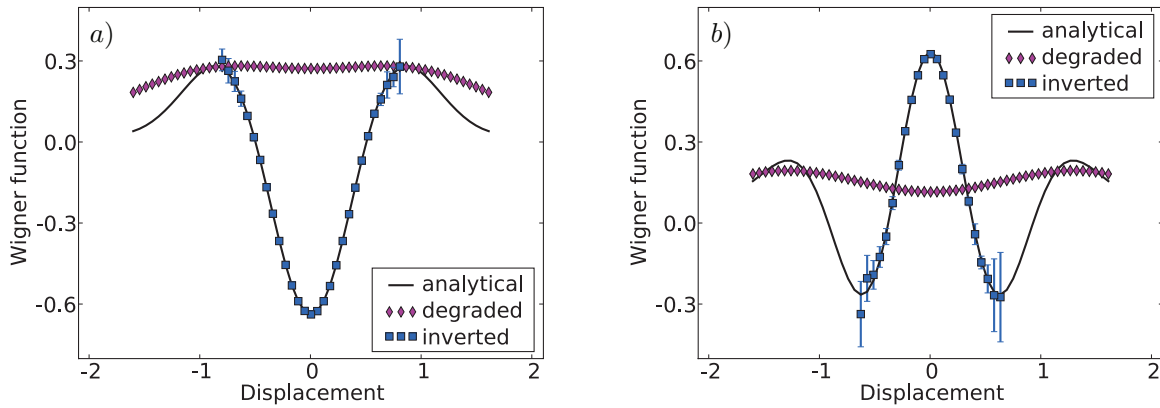 a)
0.3
0.0
-0.3
-0.6
Wigner function
analytical
degraded
inverted
-2 -1 0 1 2
Displacement
b)
0.6
0.3
0.0
-0.3
Wigner function
analytical
degraded
inverted
-2 -1 0 1 2
Displacement